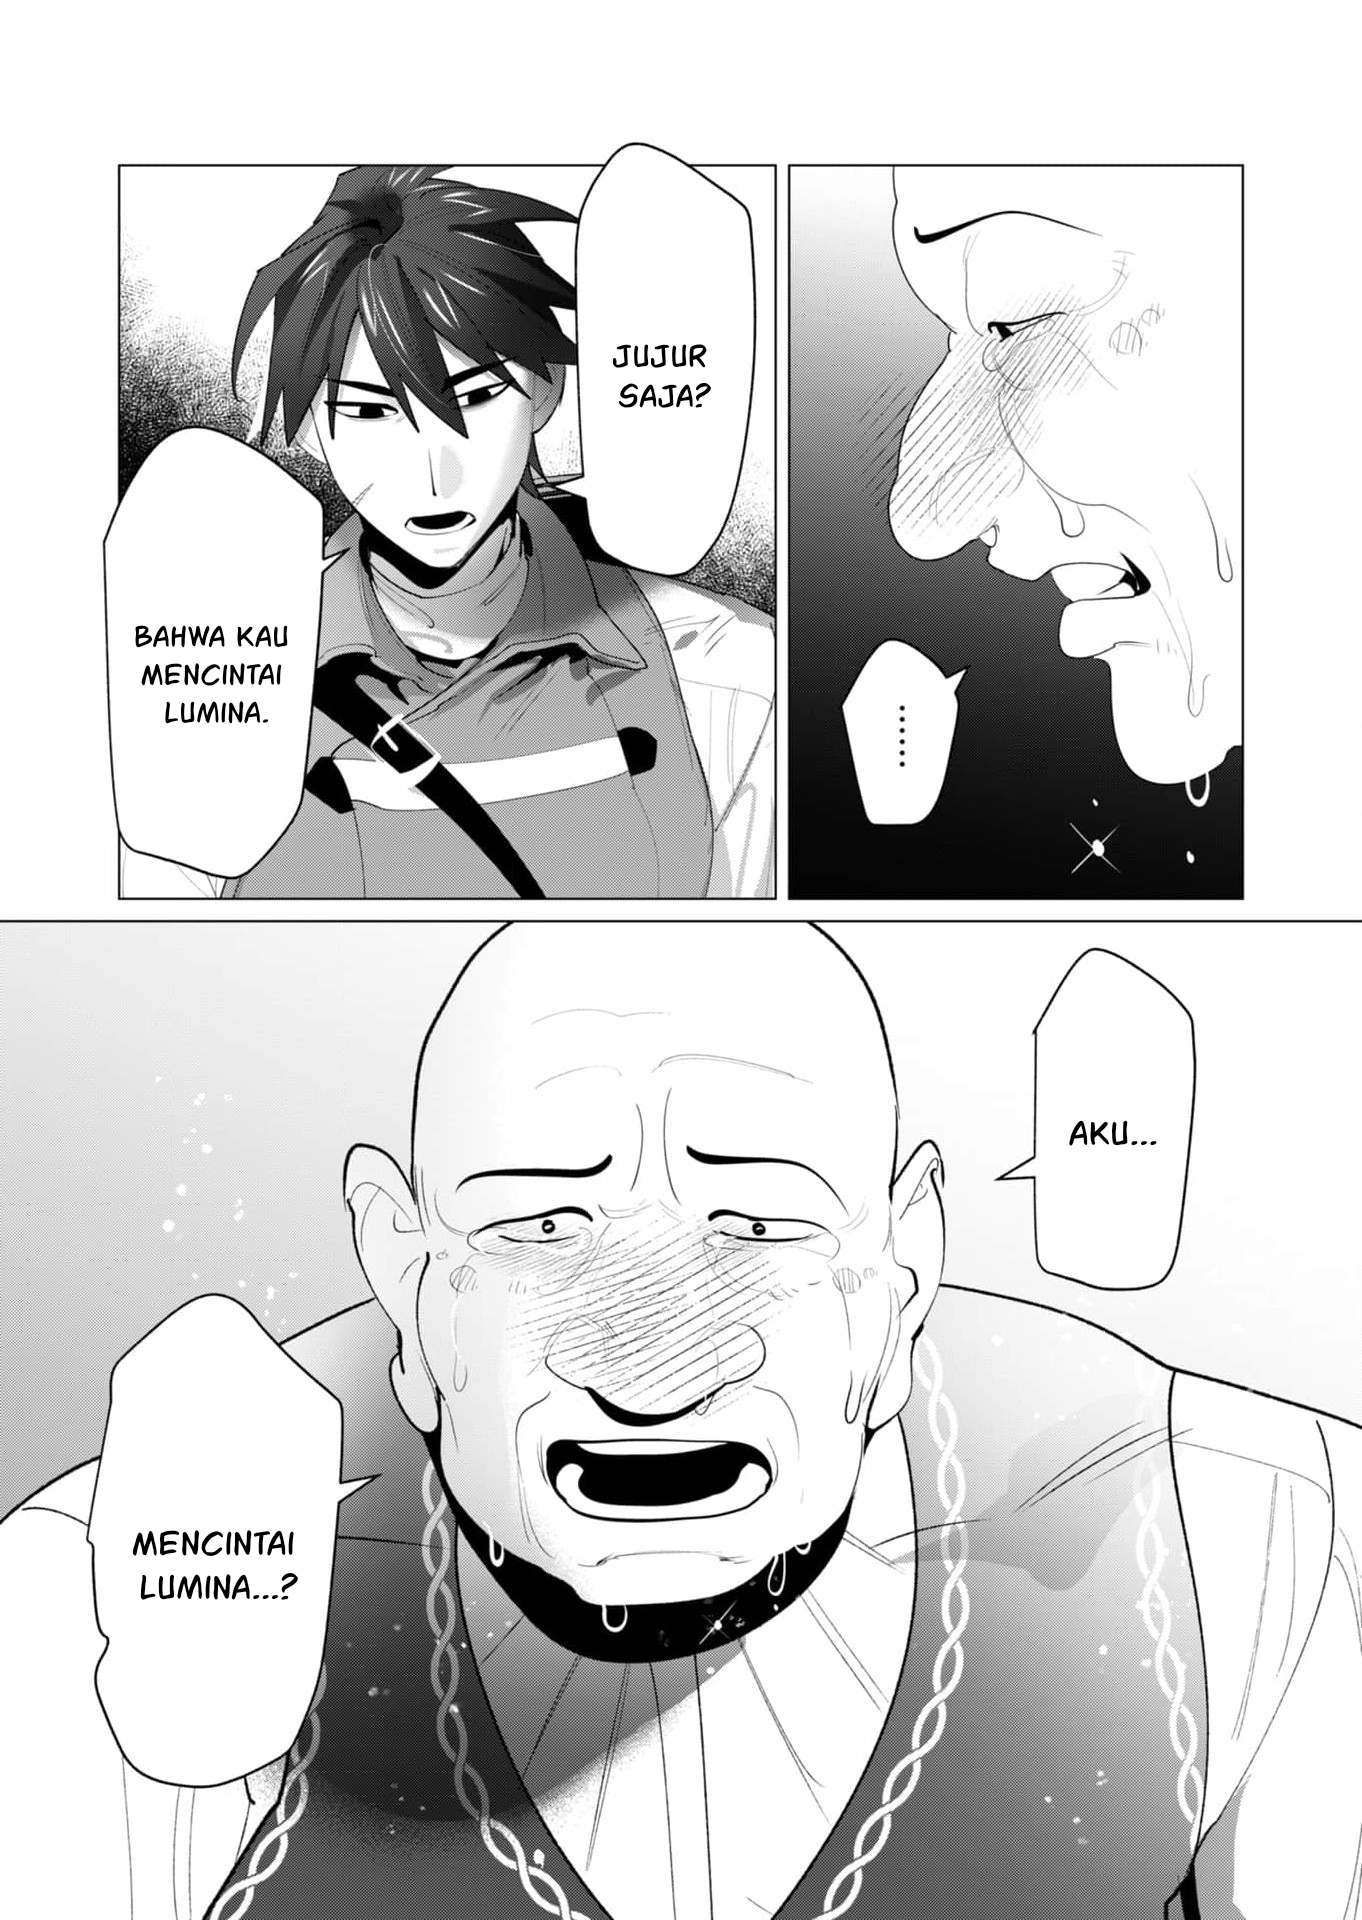 .......
JUJUR
SAJA?
BAHWA KAU
MENCINTAI
LUMINA.
AKU...
MENCINTAI
LUMINA...?